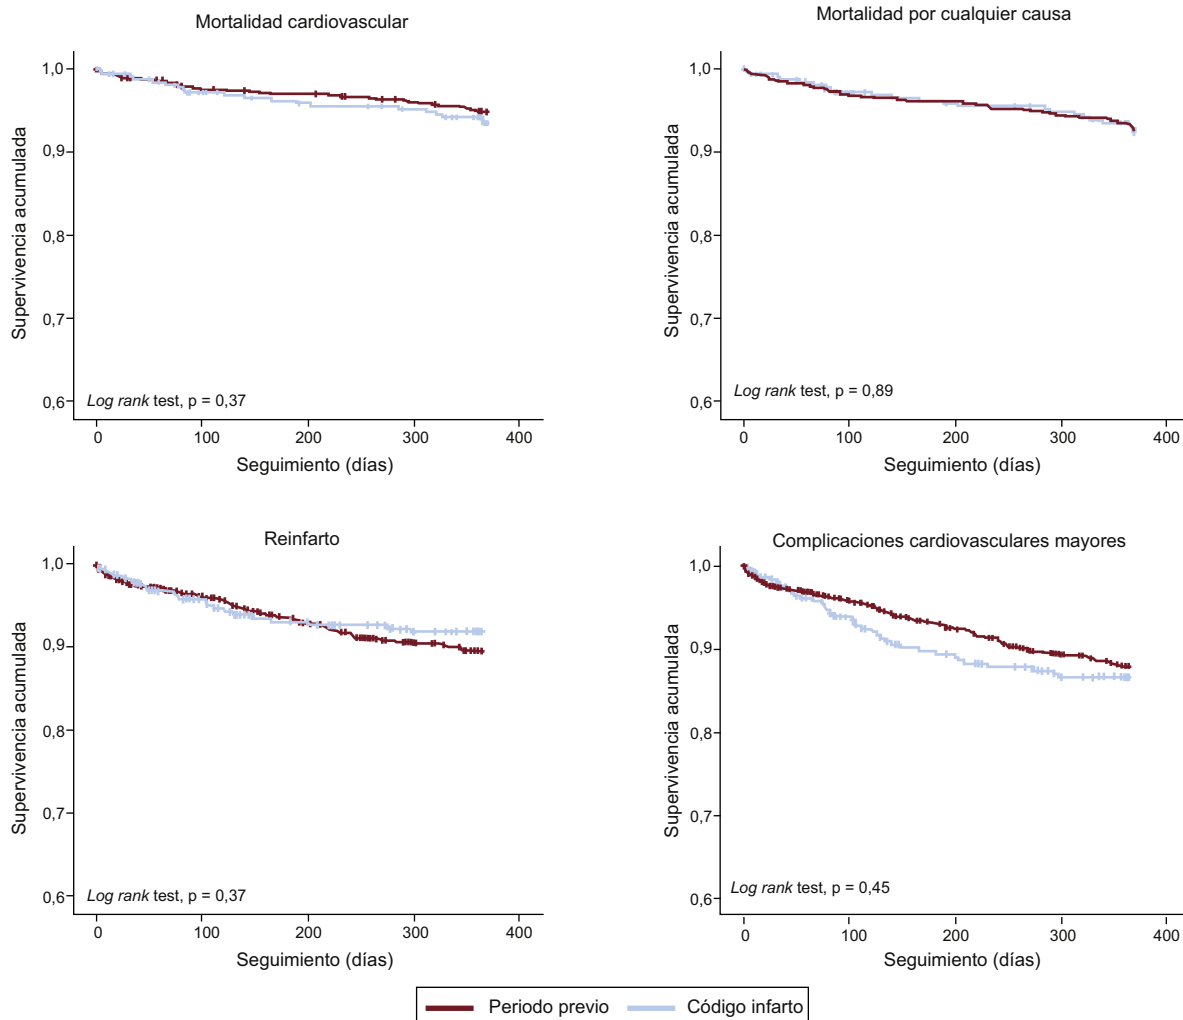 Mortalidad cardiovascular
Supervivencia acumulada
1,0
0,9
0,8
0,7
0,6
Log rank test, p = 0,37
0 100 200 300 400
Seguimiento (días)
Mortalidad por cualquier causa
Supervivencia acumulada
1,0
0,9
0,8
0,7
0,6
Log rank test, p = 0,89
0 100 200 300 400
Seguimiento (días)
Reinfarto
Supervivencia acumulada
1,0
0,9
0,8
0,7
0,6
Log rank test, p = 0,37
0 100 200 300 400
Seguimiento (días)
Complicaciones cardiovasculares mayores
Supervivencia acumulada
1,0
0,9
0,8
0,7
0,6
Log rank test, p = 0,45
0 100 200 300 400
Seguimiento (días)
Periodo previo Código infarto